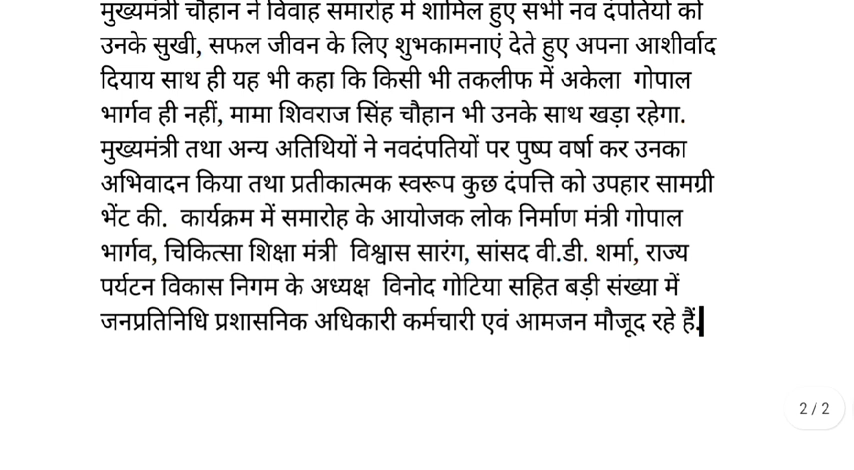 मुख्यमंत्री चौहान ने विवाह समारोह में शामिल हुए सभी नव दंपतियों को
उनके सुखी, सफल जीवन के लिए शुभकामनाएं देते हुए अपना आशीर्वाद
दियाय साथ ही यह भी कहा कि किसी भी तकलीफ में अकेला  गोपाल
भार्गव ही नहीं, मामा शिवराज सिंह चौहान भी उनके साथ खड़ा रहेगा.
मुख्यमंत्री तथा अन्य अतिथियों ने नवदंपतियों पर पुष्प वर्षा कर उनका
अभिवादन किया तथा प्रतीकात्मक स्वरूप कुछ दंपत्ति को उपहार सामग्री
भेंट की.  कार्यक्रम में समारोह के आयोजक लोक निर्माण मंत्री गोपाल
भार्गव, चिकित्सा शिक्षा मंत्री  विश्वास सारंग, सांसद वी.डी. शर्मा, राज्य
पर्यटन विकास निगम के अध्यक्ष  विनोद गोटिया सहित बड़ी संख्या में
जनप्रतिनिधि प्रशासनिक अधिकारी कर्मचारी एवं आमजन मौजूद रहे हैं.
2 / 2